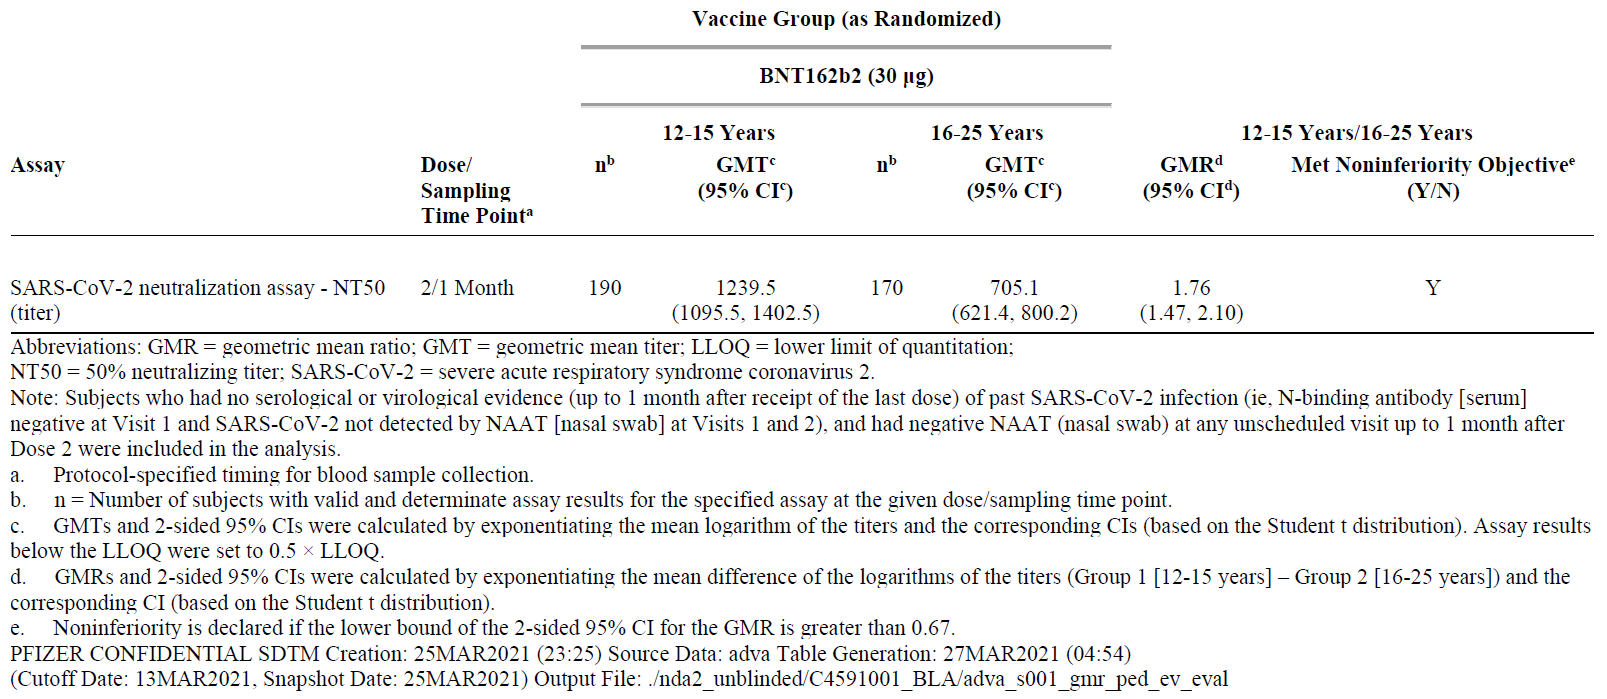 Vaccine Group (as Randomized)
BNT162b2 (30 μg)
12-15 Years 16-25 Years 12-15 Years/16-25 Years
Assay Dose/ nᵇ GMTᶜ nᵇ GMTᶜ GMRᵈ Met Noninferiority Objectiveᵉ
Sampling (95% CIᶜ) (95% CIᶜ) (95% CIᵈ) (Y/N)
Time Pointᵃ
SARS-CoV-2 neutralization assay - NT50 2/1 Month 190 1239.5 170 705.1 1.76 Y
(titer) (1095.5, 1402.5) (621.4, 800.2) (1.47, 2.10)
Abbreviations: GMR = geometric mean ratio; GMT = geometric mean titer; LLOQ = lower limit of quantitation;
NT50 = 50% neutralizing titer; SARS-CoV-2 = severe acute respiratory syndrome coronavirus 2.
Note: Subjects who had no serological or virological evidence (up to 1 month after receipt of the last dose) of past SARS-CoV-2 infection (ie, N-binding antibody [serum]
negative at Visit 1 and SARS-CoV-2 not detected by NAAT [nasal swab] at Visits 1 and 2), and had negative NAAT (nasal swab) at any unscheduled visit up to 1 month after
Dose 2 were included in the analysis.
a. Protocol-specified timing for blood sample collection.
b. n = Number of subjects with valid and determinate assay results for the specified assay at the given dose/sampling time point.
c. GMTs and 2-sided 95% CIs were calculated by exponentiating the mean logarithm of the titers and the corresponding CIs (based on the Student t distribution). Assay results
below the LLOQ were set to 0.5 × LLOQ.
d. GMRs and 2-sided 95% CIs were calculated by exponentiating the mean difference of the logarithms of the titers (Group 1 [12-15 years] – Group 2 [16-25 years]) and the
corresponding CI (based on the Student t distribution).
e. Noninferiority is declared if the lower bound of the 2-sided 95% CI for the GMR is greater than 0.67.
PFIZER CONFIDENTIAL SDTM Creation: 25MAR2021 (23:25) Source Data: adva Table Generation: 27MAR2021 (04:54)
(Cutoff Date: 13MAR2021, Snapshot Date: 25MAR2021) Output File: ./nda2_unblinded/C4591001_BLA/adva_s001_gmr_ped_ev_eval